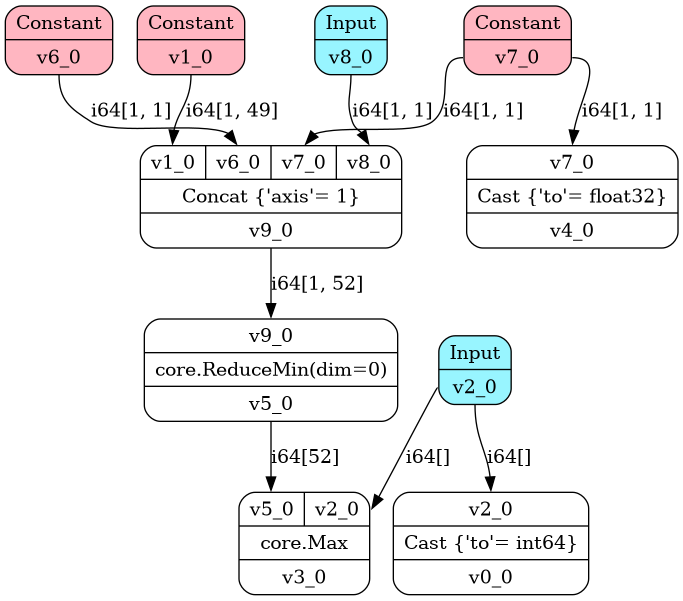 Constant
v6_0
Constant
v1_0
Input
v8_0
Constant
v7_0
i64[1, 1]
i64[1, 49]
i64[1, 1]
i64[1, 1]
i64[1, 1]
v1_0 v6_0 v7_0 v8_0
Concat {'axis'= 1}
v9_0
v7_0
Cast {'to'= float32}
v4_0
i64[1, 52]
v9_0
core.ReduceMin(dim=0)
v5_0
Input
v2_0
i64[52]
i64[]
i64[]
v5_0 v2_0
core.Max
v3_0
v2_0
Cast {'to'= int64}
v0_0